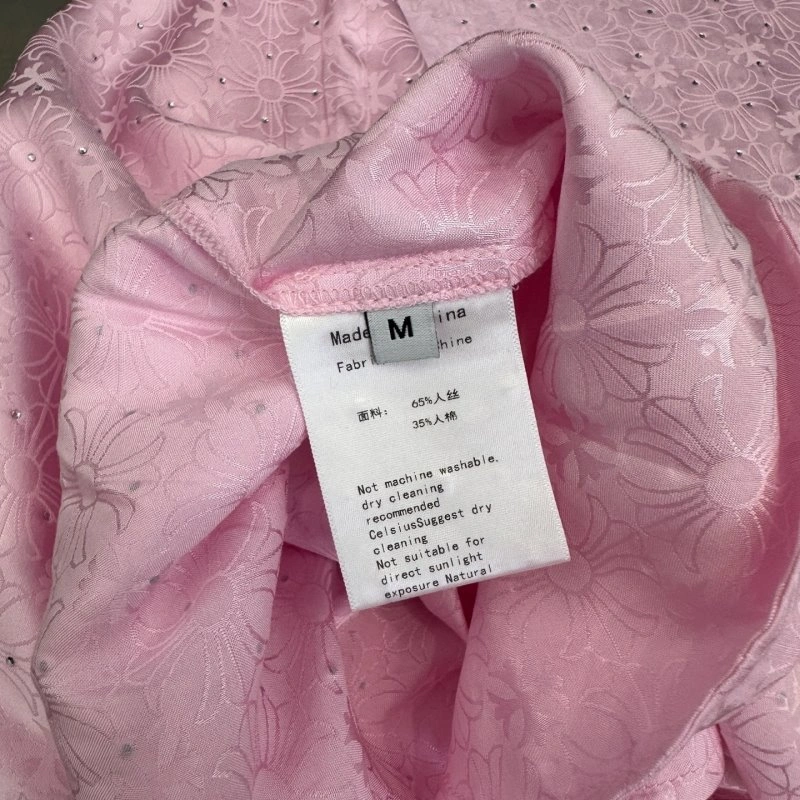 M
Made ina
Fabr hine
面料： 65%人丝
35%人棉
Not machine washable.
dry cleaning
recommended
CelsiusSuggest dry
cleaning
Not suitable for
direct sunlight
exposure Natural